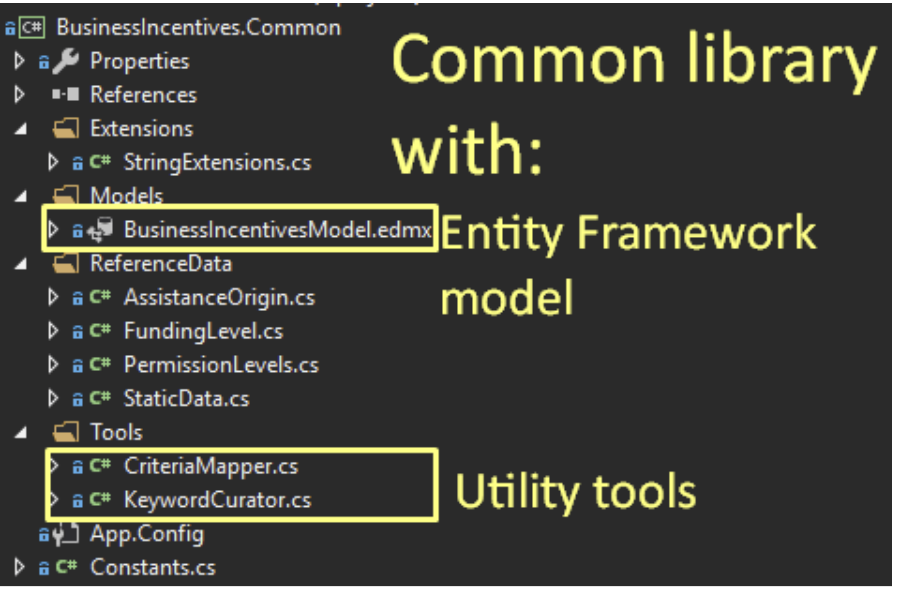 C# BusinessIncentives.Common
Properties
References
Extensions
C# StringExtensions.cs
Models
BusinessIncentivesModel.edmx
ReferenceData
C# AssistanceOrigin.cs
C# FundingLevel.cs
C# PermissionLevels.cs
C# StaticData.cs
Tools
C# CriteriaMapper.cs
C# KeywordCurator.cs
App.Config
C# Constants.cs
Common library
with:
Entity Framework
model
Utility tools